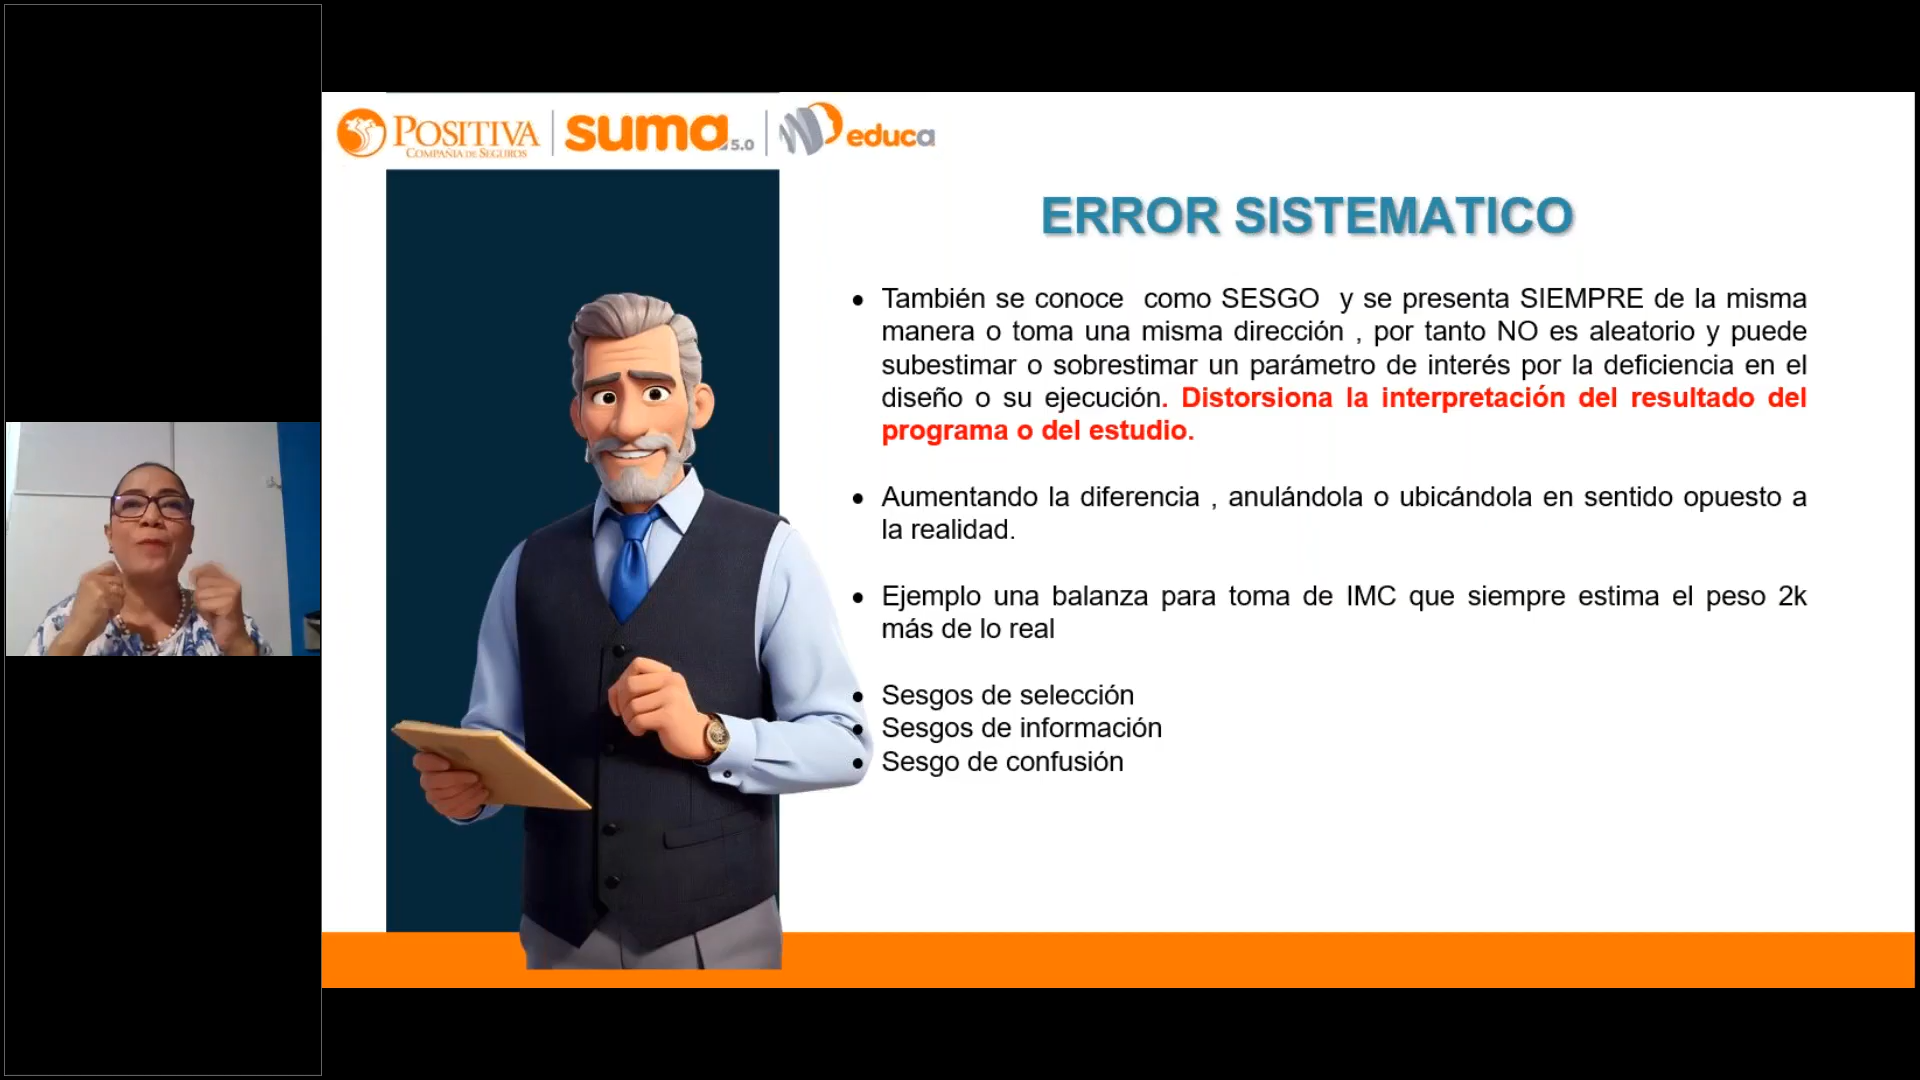 POSITIVA
COMPAÑIA DE SEGUROS
suma 5.0
educa
ERROR SISTEMATICO
• También se conoce como SESGO y se presenta SIEMPRE de la misma
manera o toma una misma dirección , por tanto NO es aleatorio y puede
subestimar o sobrestimar un parámetro de interés por la deficiencia en el
diseño o su ejecución. Distorsiona la interpretación del resultado del
programa o del estudio.
• Aumentando la diferencia , anulándola o ubicándola en sentido opuesto a
la realidad.
• Ejemplo una balanza para toma de IMC que siempre estima el peso 2k
más de lo real
• Sesgos de selección
• Sesgos de información
• Sesgo de confusión